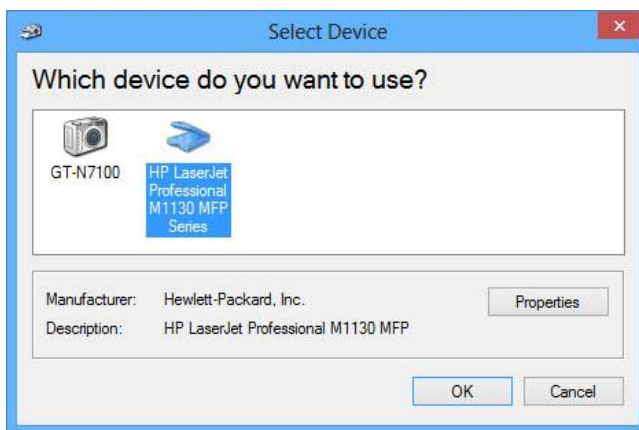 Select Device
Which device do you want to use?
GT-N7100
HP LaserJet
Professional
M1130 MFP
Series
Manufacturer: Hewlett-Packard, Inc.
Properties
Description: HP LaserJet Professional M1130 MFP
OK Cancel